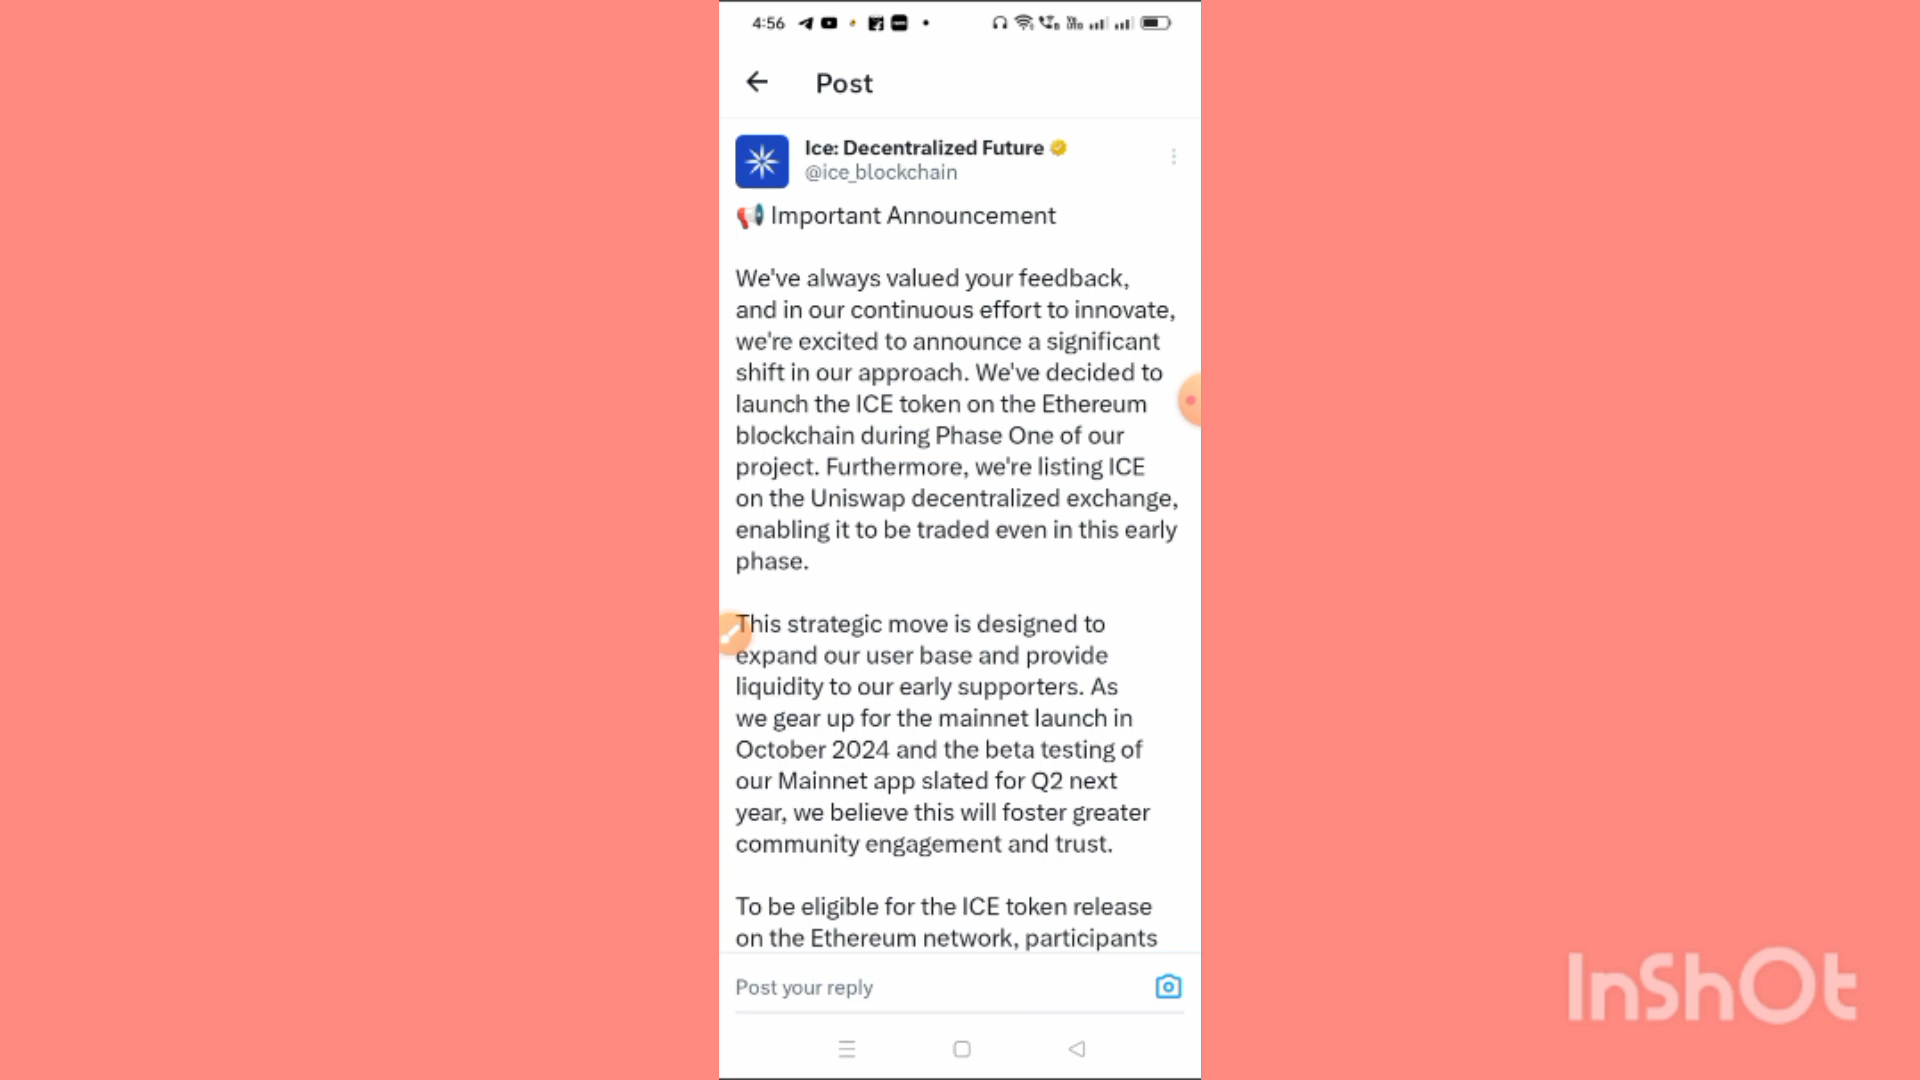 4:56
Post
Ice: Decentralized Future
@ice_blockchain
📢 Important Announcement
We've always valued your feedback,
and in our continuous effort to innovate,
we're excited to announce a significant
shift in our approach. We've decided to
launch the ICE token on the Ethereum
blockchain during Phase One of our
project. Furthermore, we're listing ICE
on the Uniswap decentralized exchange,
enabling it to be traded even in this early
phase.
This strategic move is designed to
expand our user base and provide
liquidity to our early supporters. As
we gear up for the mainnet launch in
October 2024 and the beta testing of
our Mainnet app slated for Q2 next
year, we believe this will foster greater
community engagement and trust.
To be eligible for the ICE token release
on the Ethereum network, participants
Post your reply
InShOt